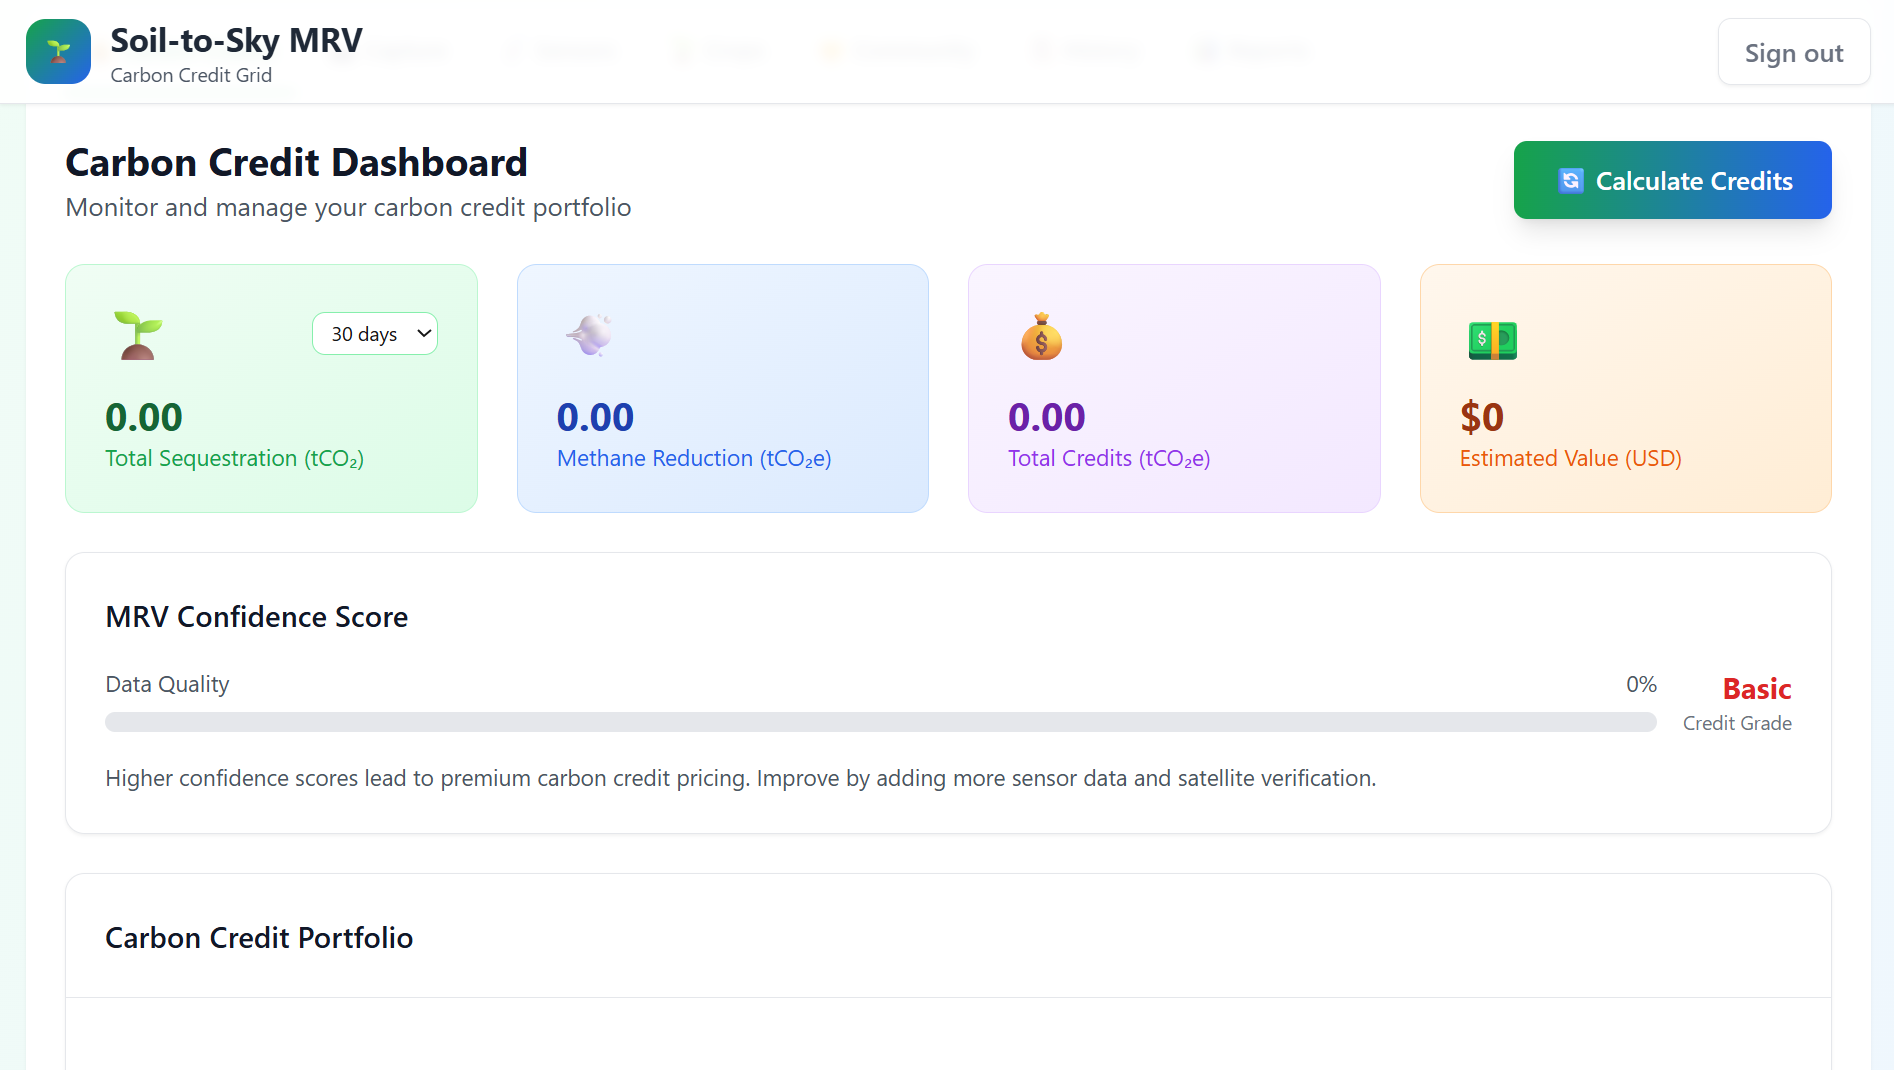 Soil-to-Sky MRV
Carbon Credit Grid
Sign out
Carbon Credit Dashboard
Monitor and manage your carbon credit portfolio
Calculate Credits
30 days
0.00
Total Sequestration (tCO₂)
0.00
Methane Reduction (tCO₂e)
0.00
Total Credits (tCO₂e)
$0
Estimated Value (USD)
MRV Confidence Score
Data Quality
0%
Basic
Credit Grade
Higher confidence scores lead to premium carbon credit pricing. Improve by adding more sensor data and satellite verification.
Carbon Credit Portfolio